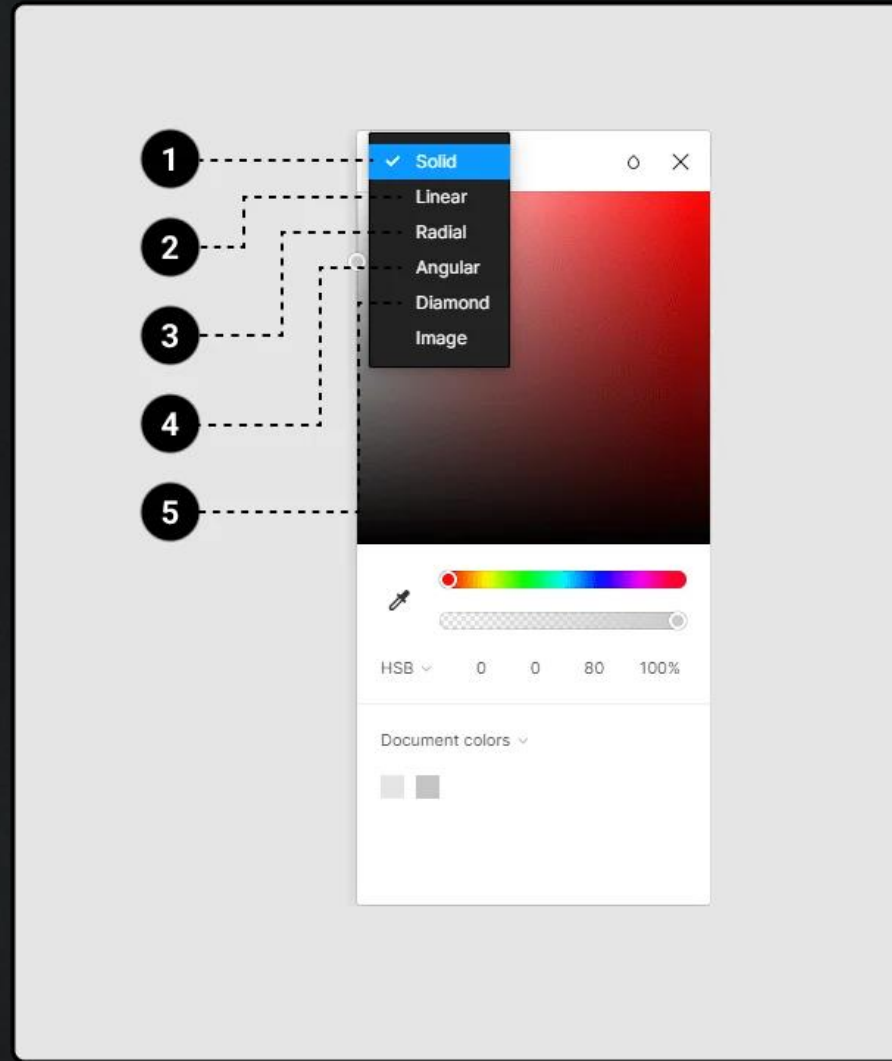 1
Solid
Linear
2
Radial
Angular
Diamond
3
Image
4
5
HSB 0 0 80 100%
Document colors